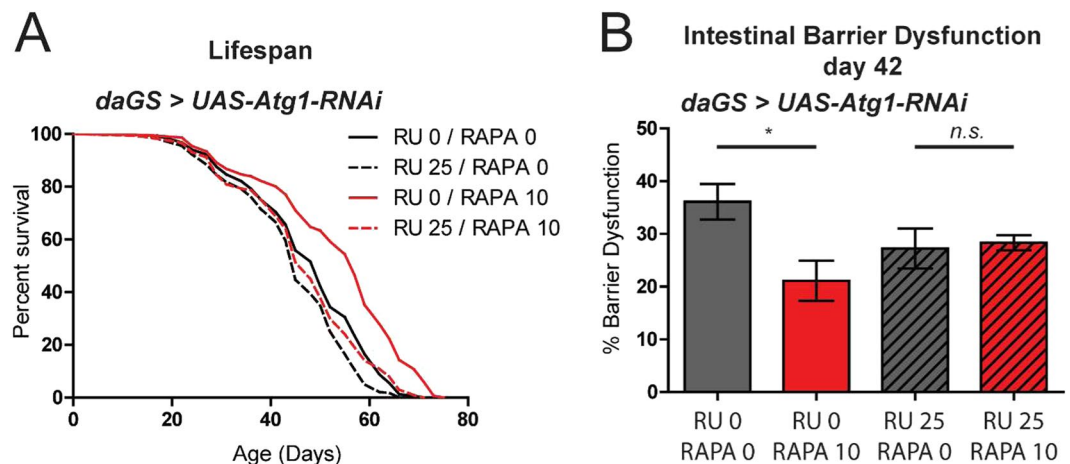 A
Lifespan
daGS > UAS-Atg1-RNAi
RU 0 / RAPA 0
RU 25 / RAPA 0
RU 0 / RAPA 10
RU 25 / RAPA 10
Percent survival
100
80
60
40
20
0
0 20 40 60 80
Age (Days)
B
Intestinal Barrier Dysfunction
day 42
daGS > UAS-Atg1-RNAi
* n.s.
% Barrier Dysfunction
50
40
30
20
10
0
RU 0 RU 0 RU 25 RU 25
RAPA 0 RAPA 10 RAPA 0 RAPA 10